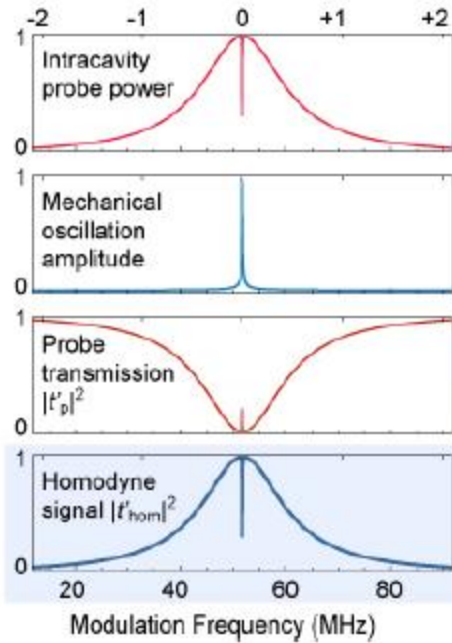 -2 -1 0 +1 +2
1
Intracavity
probe power
0
1
Mechanical
oscillation
amplitude
0
1
Probe
transmission
|t'p|²
0
1
Homodyne
signal |t'hom|²
0
20 40 60 80
Modulation Frequency (MHz)